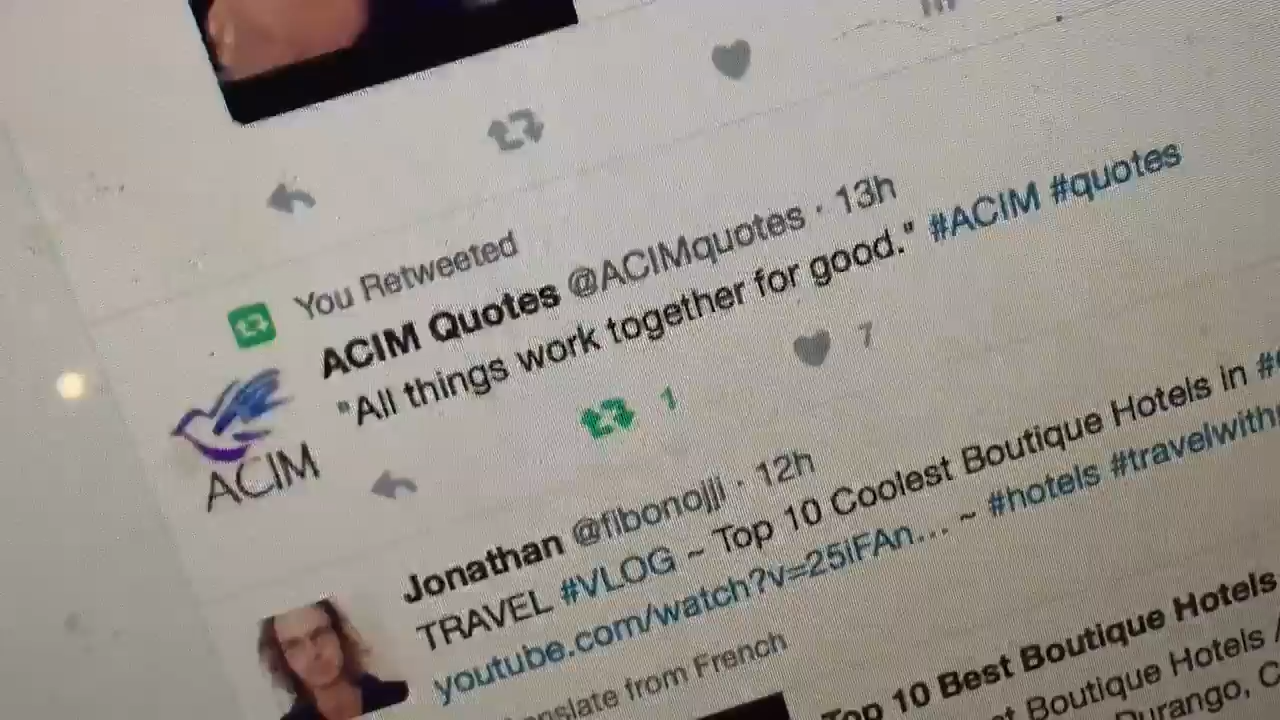 You Retweeted
ACIM Quotes @ACIMquotes · 13h
"All things work together for good." #ACIM #quotes
1 7
ACIM
Jonathan @fibonojji · 12h
TRAVEL #VLOG ~ Top 10 Coolest Boutique Hotels in
youtube.com/watch?v=25iFAn... ~ #hotels
from French
Top 10 Best Boutique Hotels
Boutique Hotels
Durango,